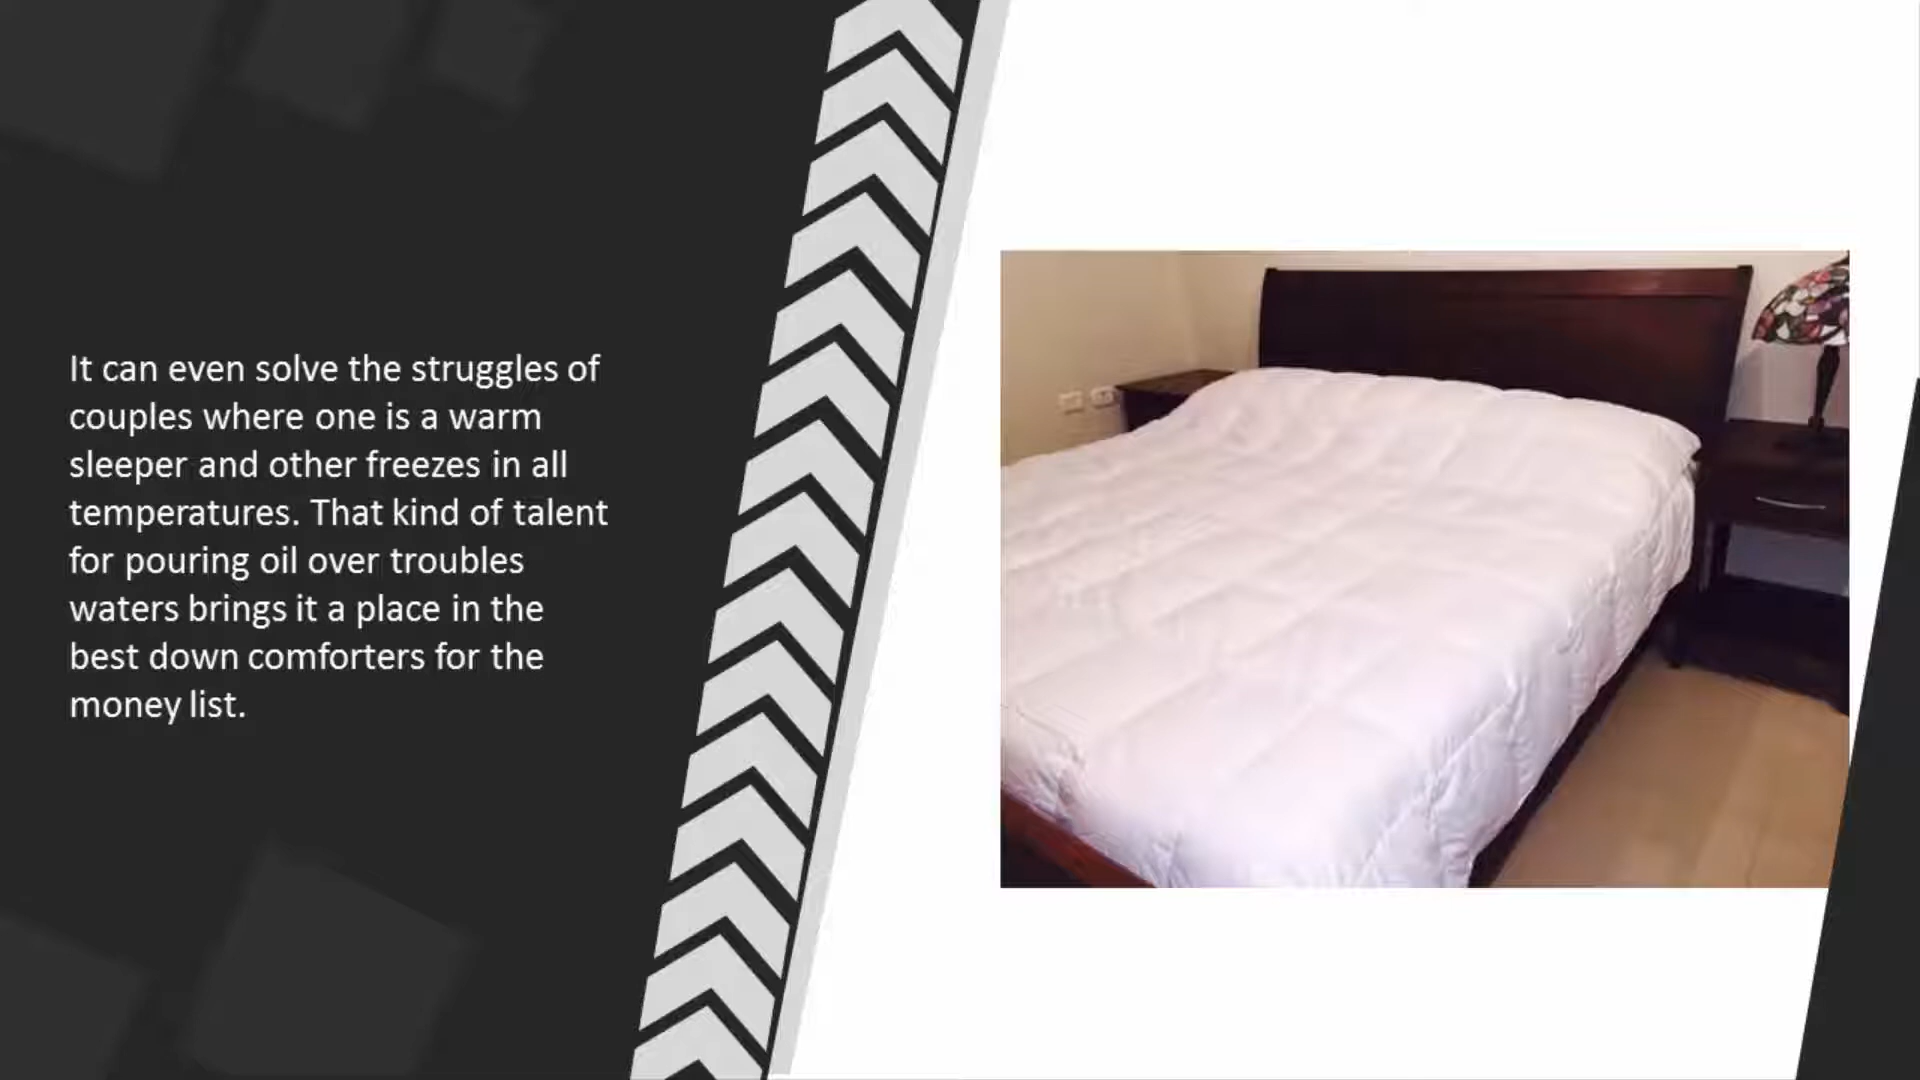 It can even solve the struggles of
couples where one is a warm
sleeper and other freezes in all
temperatures. That kind of talent
for pouring oil over troubles
waters brings it a place in the
best down comforters for the
money list.